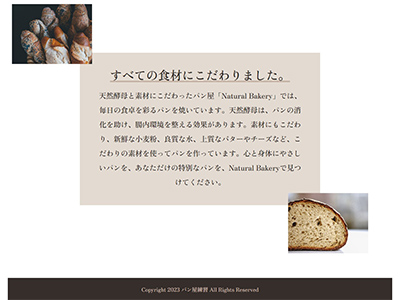 すべての食材にこだわりました。
天然酵母と素材にこだわったパン屋「Natural Bakery」では、
毎日の食卓を彩るパンを焼いています。天然酵母は、パンの消
化を助け、腸内環境を整える効果があります。素材にもこだわ
り、新鮮な小麦粉、良質な水、上質なバターやチーズなど、こ
だわりの素材を使ってパンを作っています。心と身体にやさし
いパンを、あなただけの特別なパンを、Natural Bakeryで見つ
けてください。
Copyright 2023 パン屋練習 All Rights Reserved